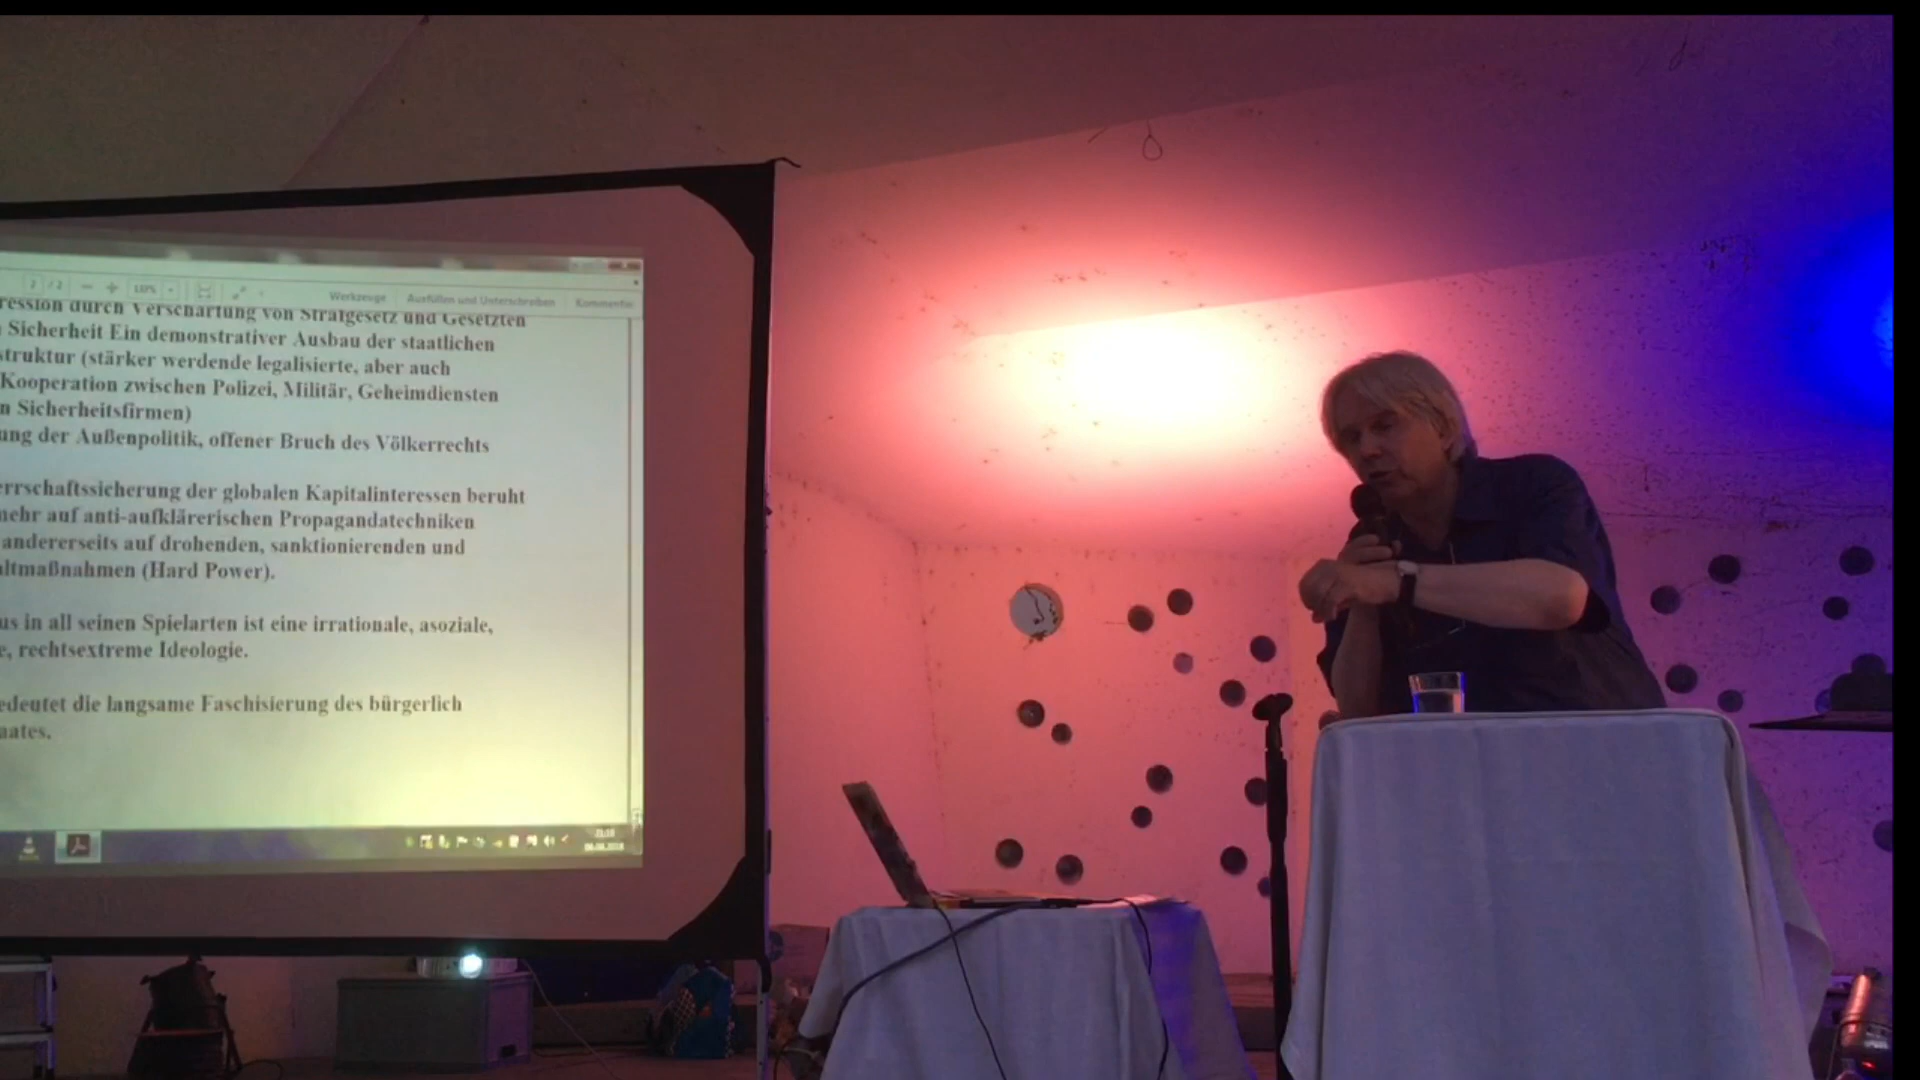 2 / 2 Werkzeuge Ausfüllen und Unterschreiben Kommentar
ression durch Verschärfung von Strafgesetz und Gesetzten
Sicherheit Ein demonstrativer Ausbau der staatlichen
struktur (stärker werdende legalisierte, aber auch
Kooperation zwischen Polizei, Militär, Geheimdiensten
n Sicherheitsfirmen)
ung der Außenpolitik, offener Bruch des Völkerrechts
errschaftssicherung der globalen Kapitalinteressen beruht
mehr auf anti-aufklärerischen Propagandatechniken
andererseits auf drohenden, sanktionierenden und
altmaßnahmen (Hard Power).
us in all seinen Spielarten ist eine irrationale, asoziale,
e, rechtsextreme Ideologie.
edeutet die langsame Faschisierung des bürgerlich
aates.